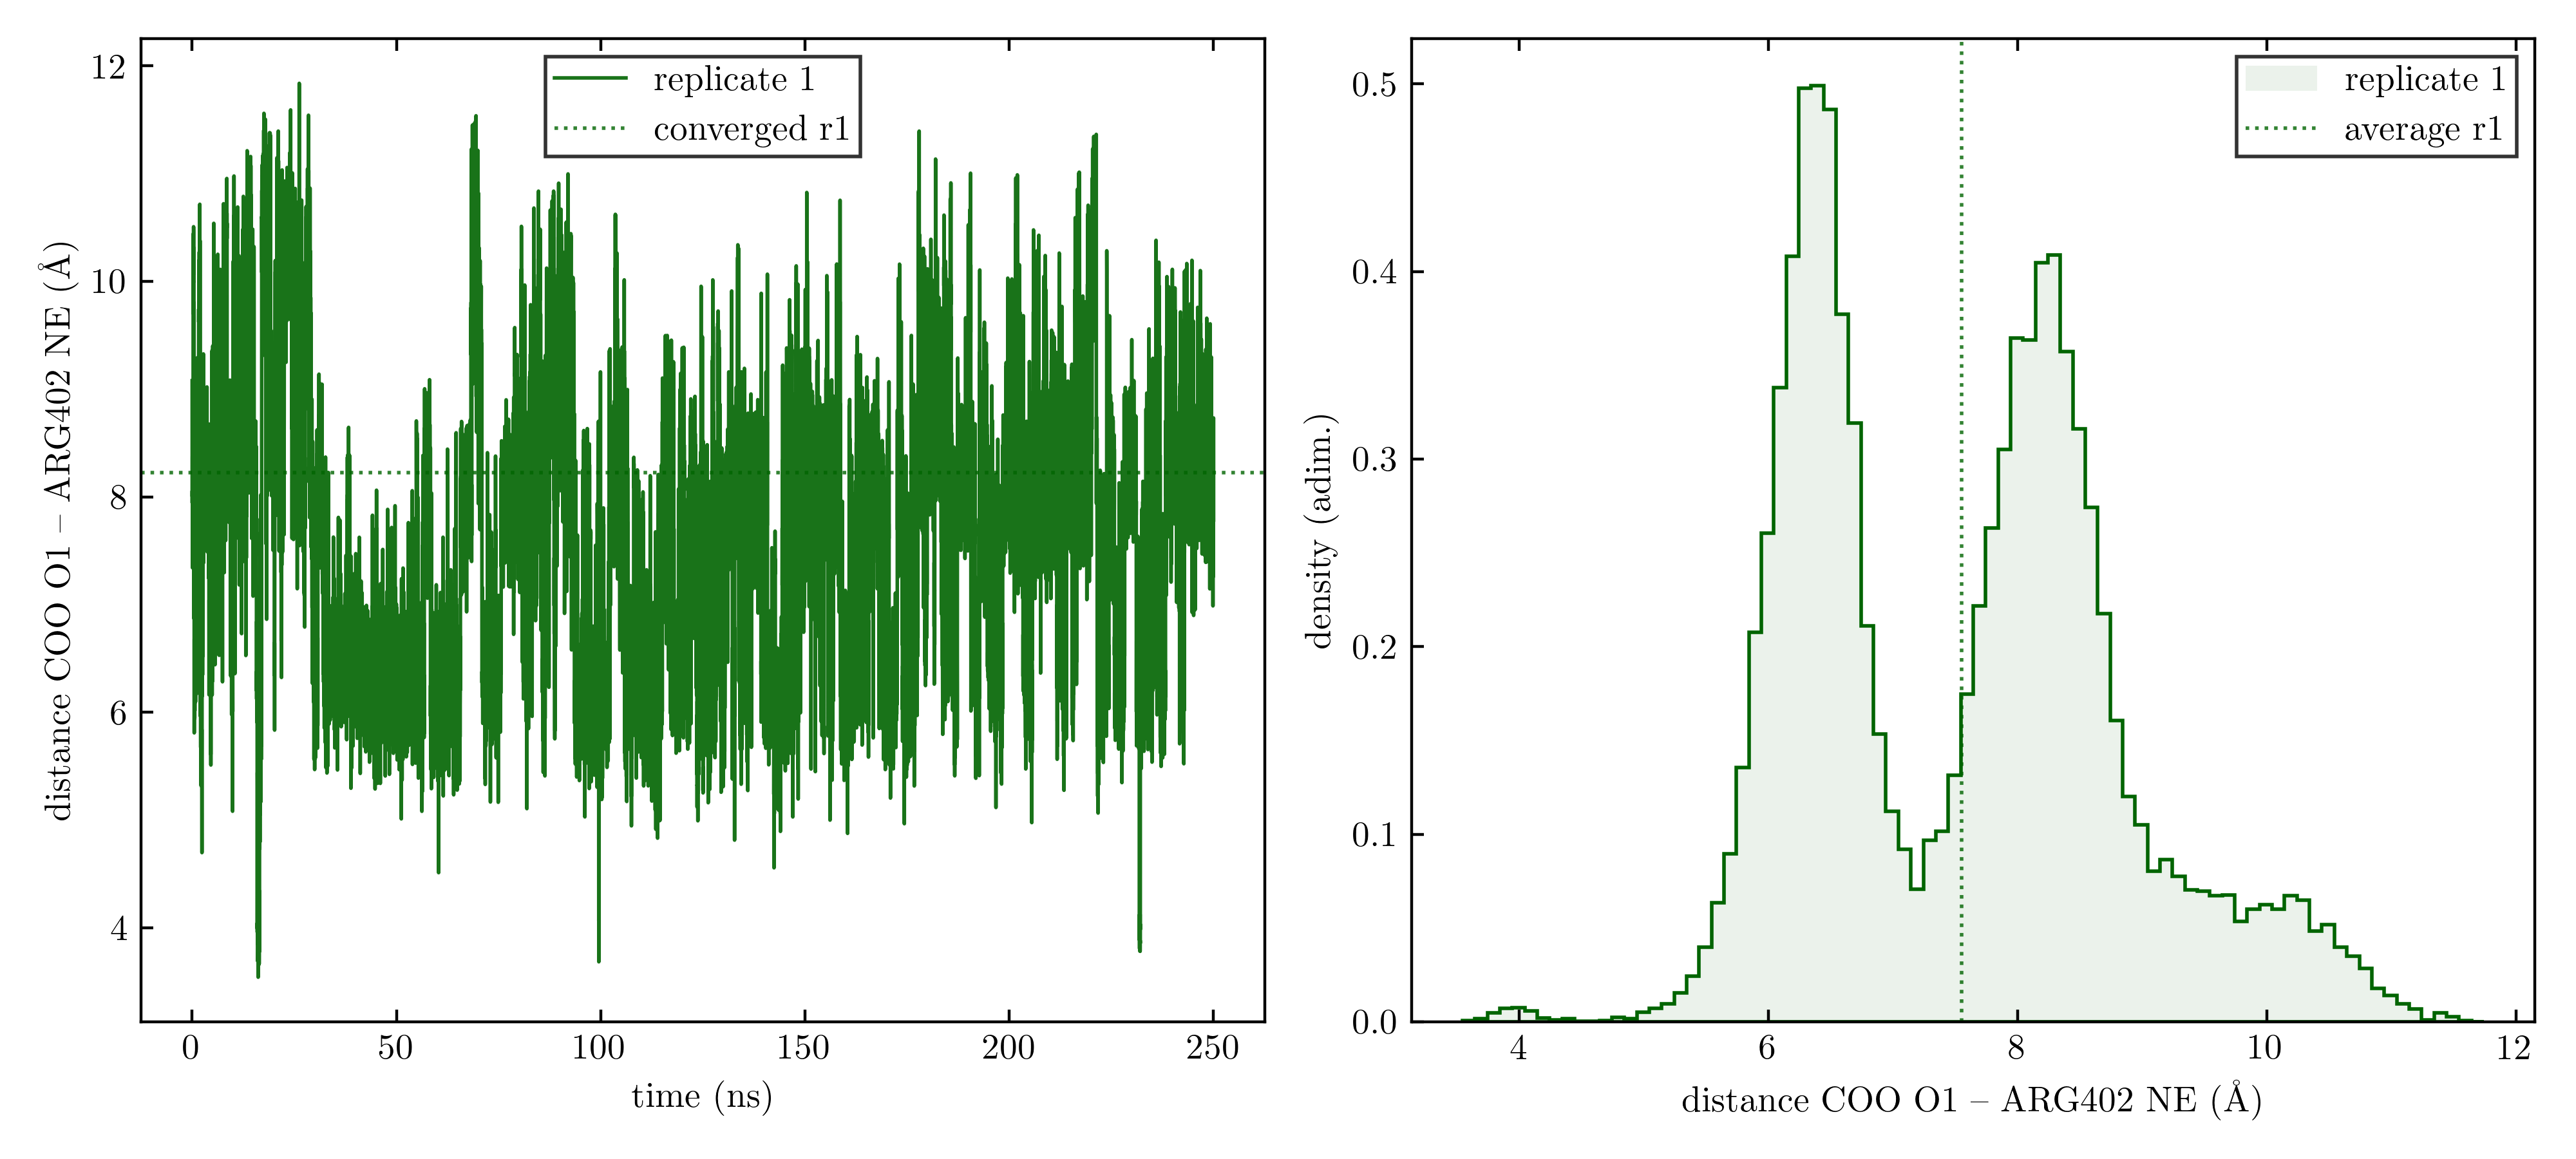 distance COO O1 – ARG402 NE (Å)
12
10
8
6
4
replicate 1
converged r1
0
50
100
150
200
250
time (ns)
density (adim.)
0.5
0.4
0.3
0.2
0.1
0.0
replicate 1
average r1
4
6
8
10
12
distance COO O1 – ARG402 NE (Å)